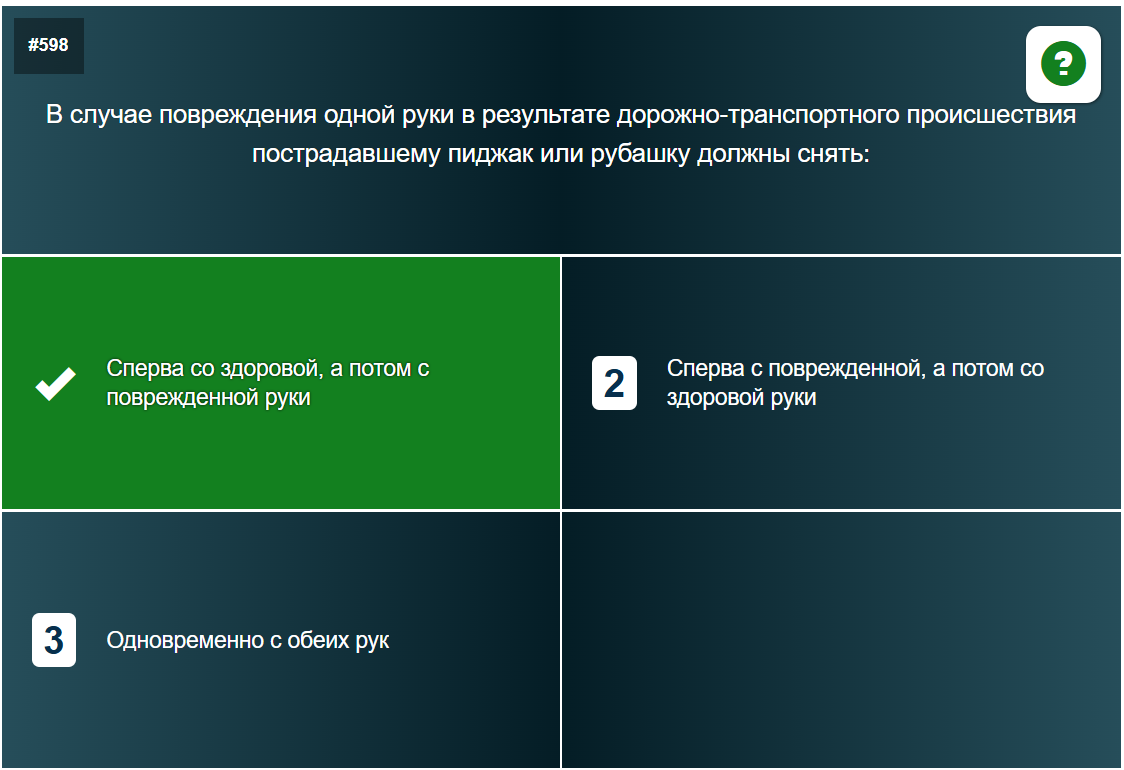 #598
?
В случае повреждения одной руки в результате дорожно-транспортного происшествия
пострадавшему пиджак или рубашку должны снять:
Сперва со здоровой, а потом с
поврежденной руки
2
Сперва с поврежденной, а потом со
здоровой руки
3
Одновременно с обеих рук